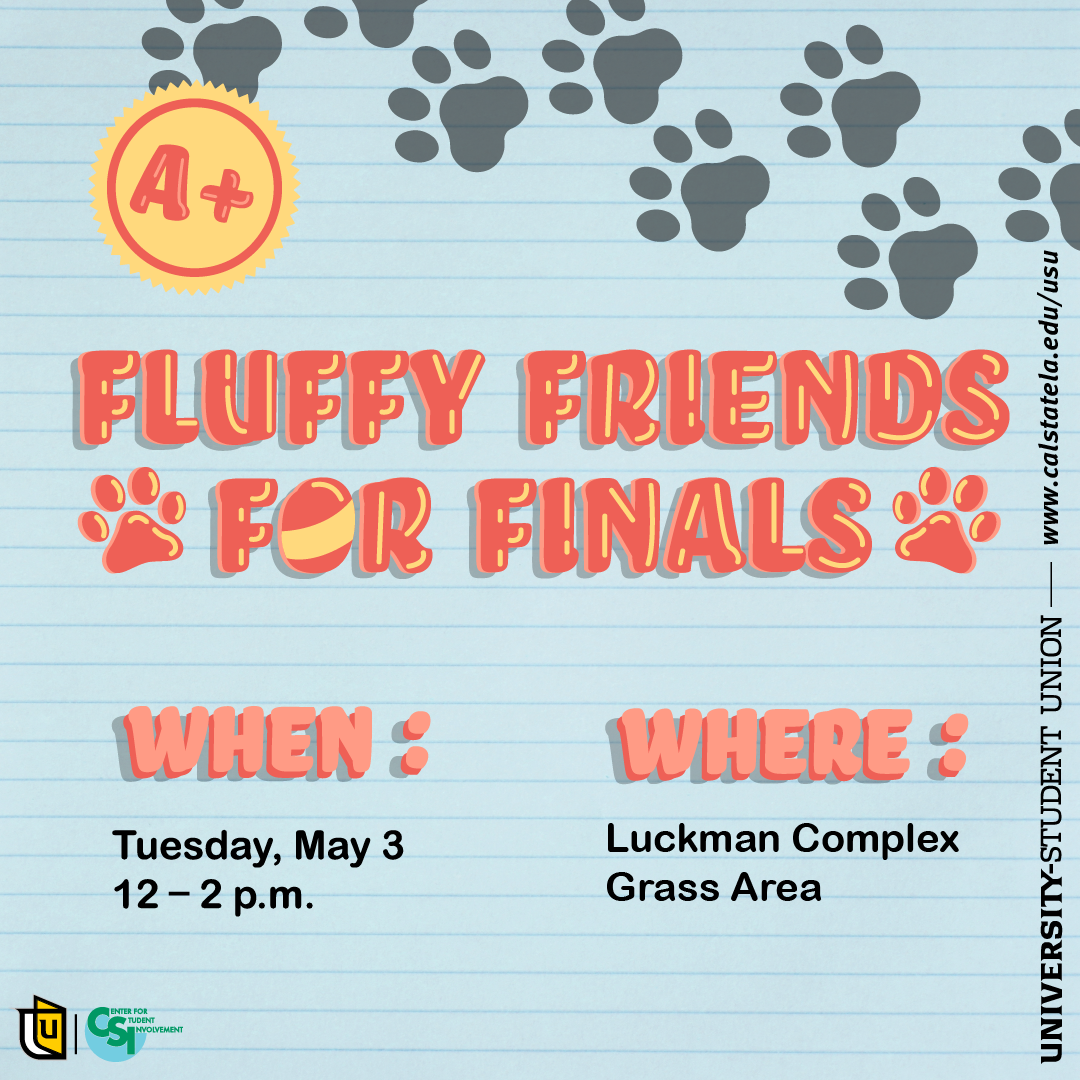 A+
FLUFFY FRIENDS
FOR FINALS
WHEN :
Tuesday, May 3
12 – 2 p.m.
WHERE :
Luckman Complex
Grass Area
UNIVERSITY-STUDENT UNION — www.calstatela.edu/usu
U
CENTER FOR
STUDENT
INVOLVEMENT